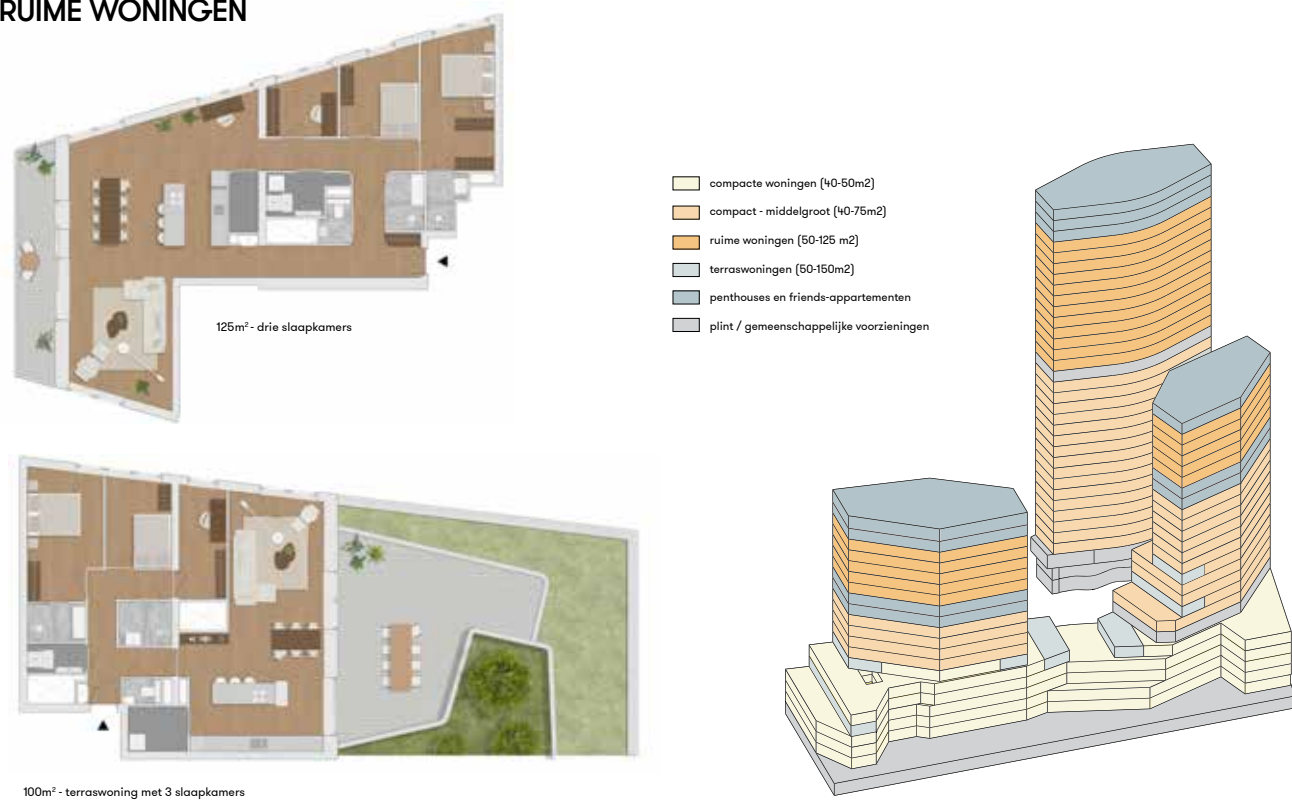 RUIME WONINGEN
125m² - drie slaapkamers
100m² - terraswoning met 3 slaapkamers
compacte woningen (40-50m2)
compact - middelgroot (40-75m2)
ruime woningen (50-125 m2)
terraswoningen (50-150m2)
penthouses en friends-appartementen
plint / gemeenschappelijke voorzieningen